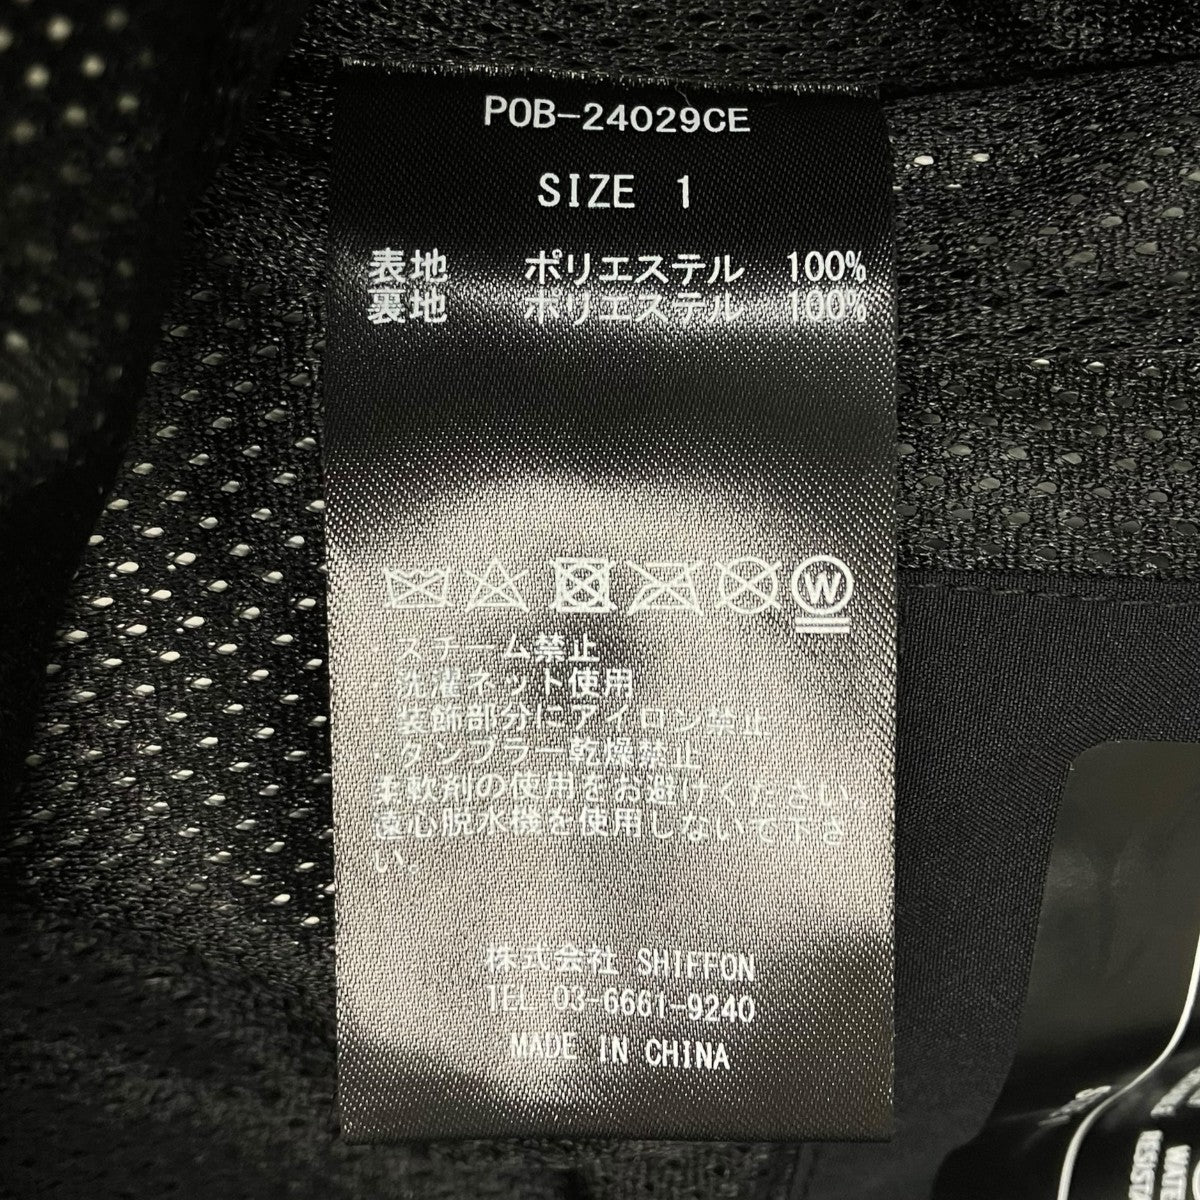 POB-24029CE
SIZE 1
表地 ポリエステル 100%
裏地 ポリエステル 100%
W
・スチーム禁止
・洗濯ネット使用
・装飾部分にアイロン禁止
・タンブラー乾燥禁止
柔軟剤の使用をお避けください。
遠心脱水機を使用しないで下さ
い。
株式会社 SHIFFON
TEL 03-6661-9240
MADE IN CHINA